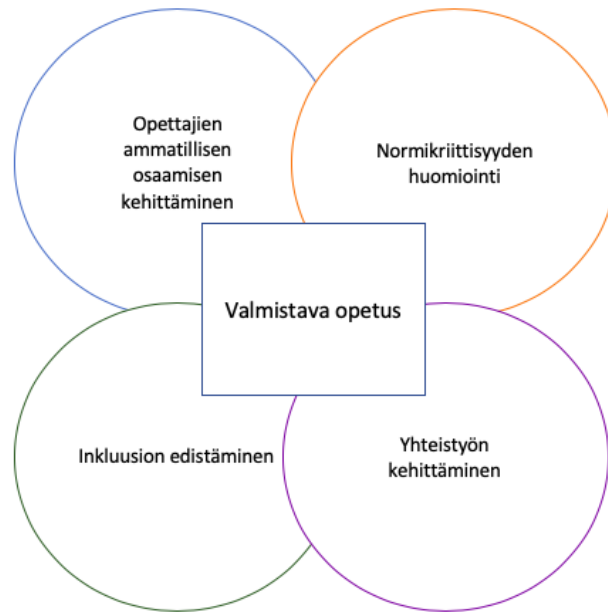 Opettajien
ammatillisen
osaamisen
kehittäminen
Normikriittisyyden
huomiointi
Valmistava opetus
Inkluusion edistäminen
Yhteistyön
kehittäminen